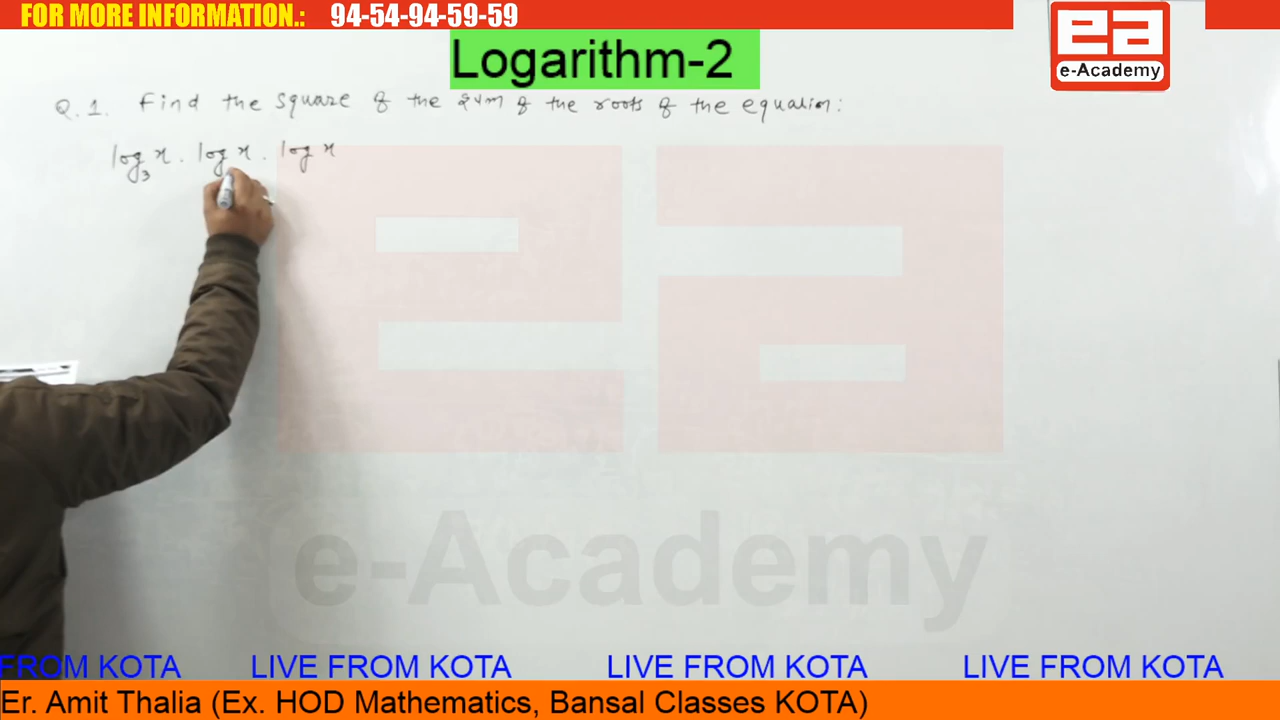 FOR MORE INFORMATION.: 94-54-94-59-59
ea
e-Academy
Logarithm-2
Q.1. Find the square of the sum of the roots of the equation:
log₃ x . log x . log x
ea
e-Academy
FROM KOTA LIVE FROM KOTA LIVE FROM KOTA LIVE FROM KOTA
Er. Amit Thalia (Ex. HOD Mathematics, Bansal Classes KOTA)